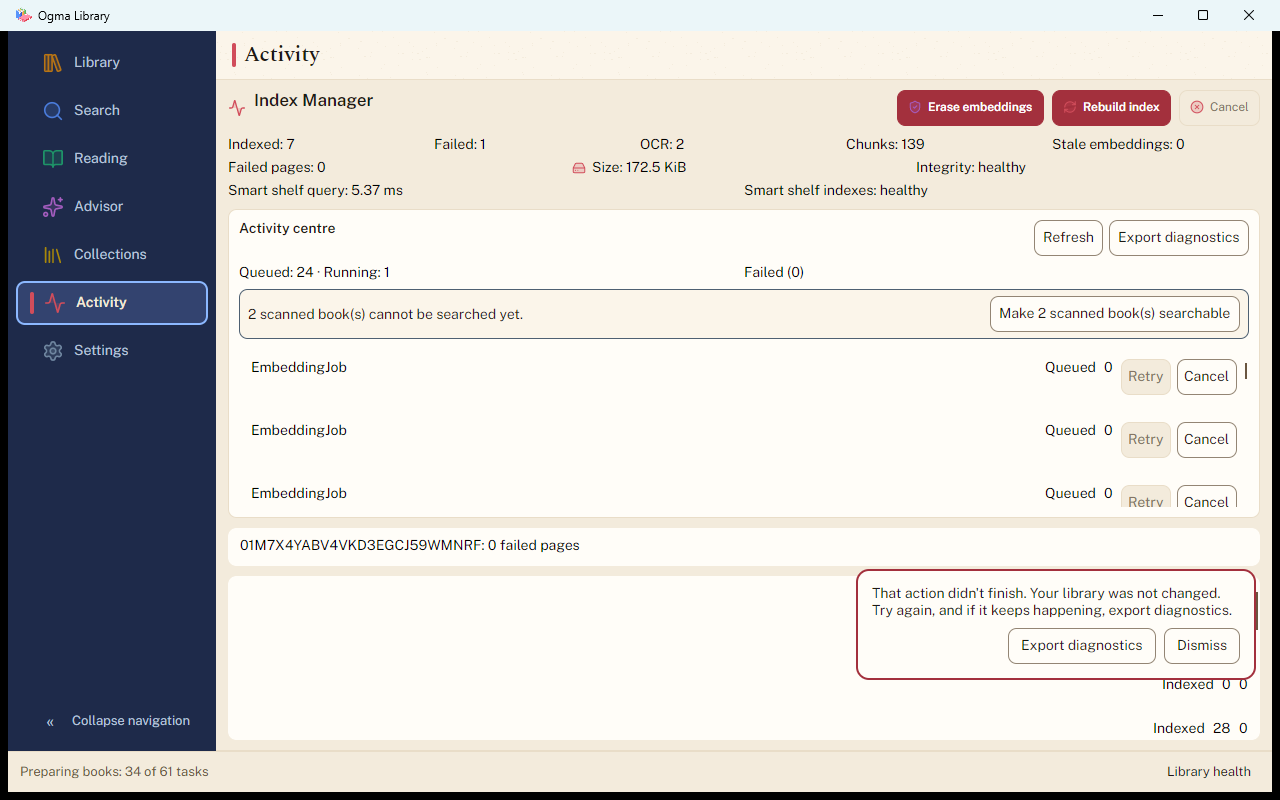 Ogma Library
Library
Search
Reading
Advisor
Collections
Activity
Settings
« Collapse navigation
Activity
Index Manager
Erase embeddings
Rebuild index
Cancel
Indexed: 7
Failed: 1
OCR: 2
Chunks: 139
Stale embeddings: 0
Failed pages: 0
Size: 172.5 KiB
Integrity: healthy
Smart shelf query: 5.37 ms
Smart shelf indexes: healthy
Activity centre
Refresh
Export diagnostics
Queued: 24 · Running: 1
Failed (0)
2 scanned book(s) cannot be searched yet.
Make 2 scanned book(s) searchable
EmbeddingJob
Queued 0
Retry
Cancel
EmbeddingJob
Queued 0
Retry
Cancel
EmbeddingJob
Queued 0
Retry
Cancel
01M7X4YABV4VKD3EGCJ59WMNRF: 0 failed pages
That action didn't finish. Your library was not changed.
Try again, and if it keeps happening, export diagnostics.
Export diagnostics
Dismiss
Indexed 0 0
Indexed 28 0
Preparing books: 34 of 61 tasks
Library health